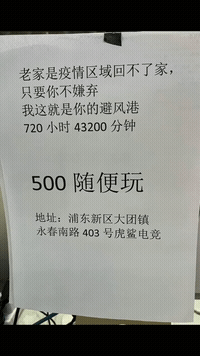 老家是疫情区域回不了家，
只要你不嫌弃
我这就是你的避风港
720 小时 43200 分钟
500 随便玩
地址：浦东新区大团镇
永春南路 403 号虎鲨电竞